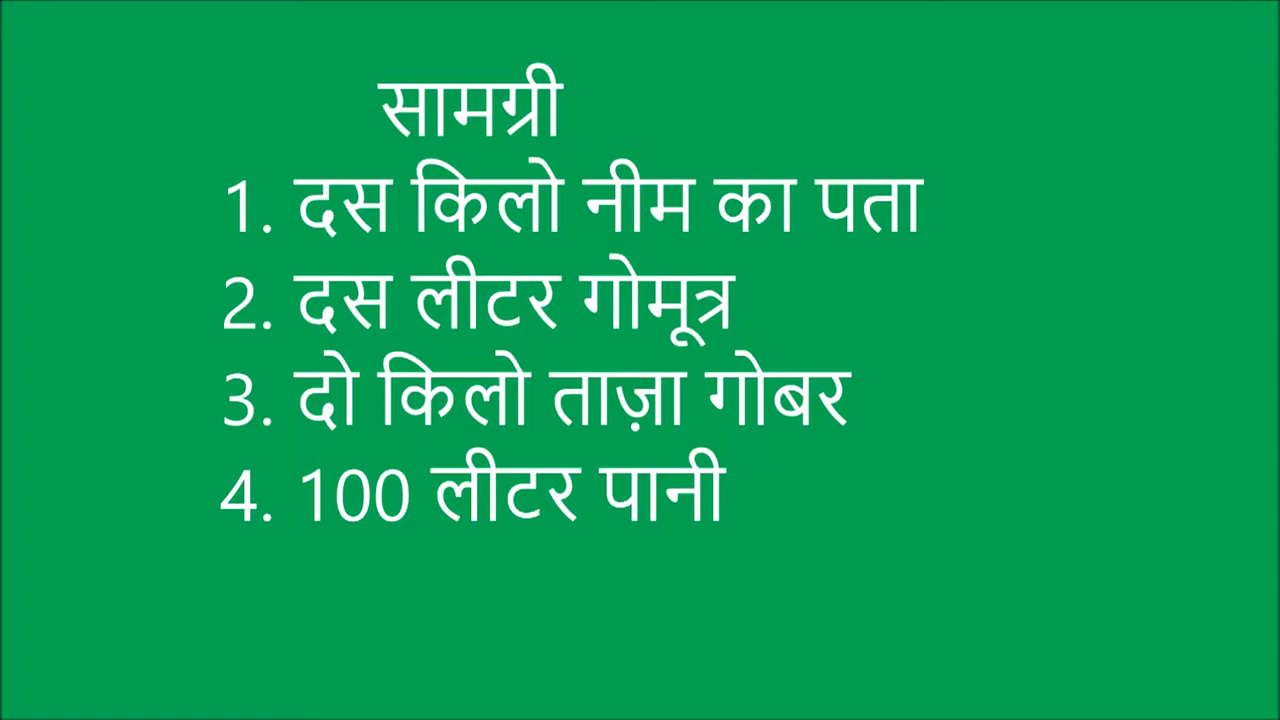 सामग्री
1. दस किलो नीम का पता
2. दस लीटर गोमूत्र
3. दो किलो ताज़ा गोबर
4. 100 लीटर पानी